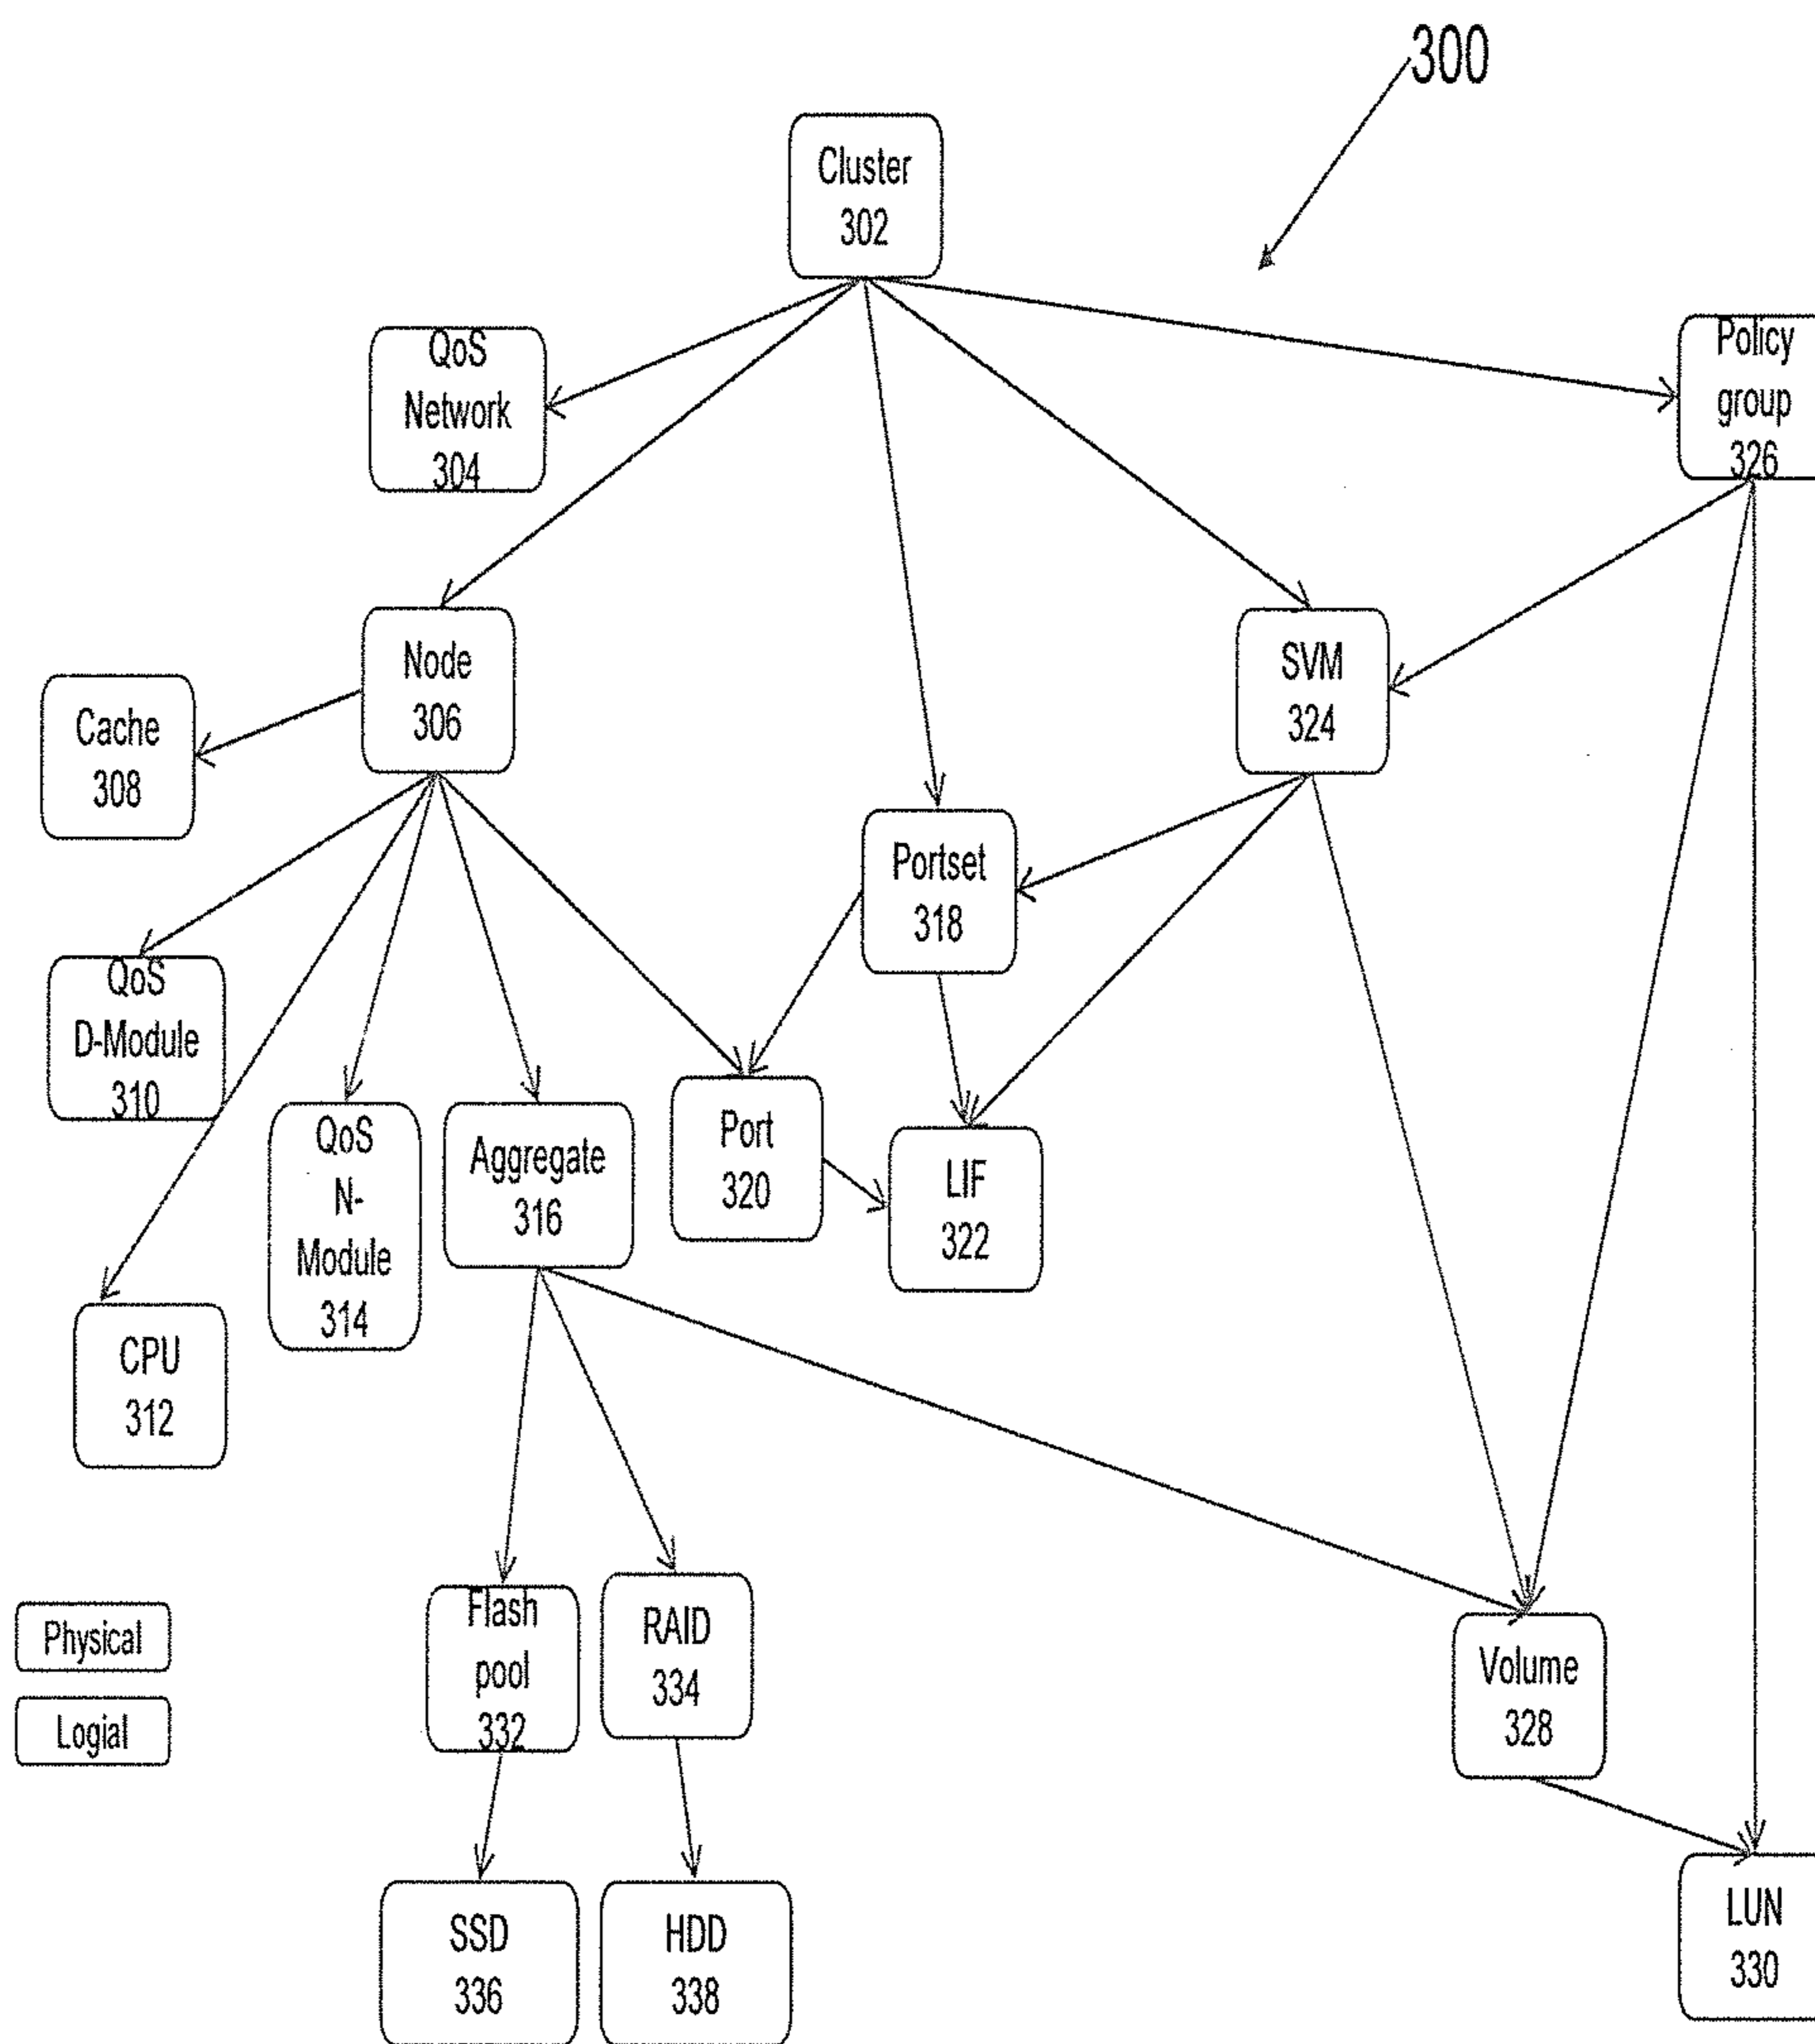 300
Cluster
302
QoS
Network
304
Policy
group
326
Node
306
SVM
324
Cache
308
Portset
318
QoS
D-Module
310
QoS
N-
Module
314
Aggregate
316
Port
320
LIF
322
CPU
312
Flash
pool
332
RAID
334
Physical
Logial
Volume
328
SSD
336
HDD
338
LUN
330